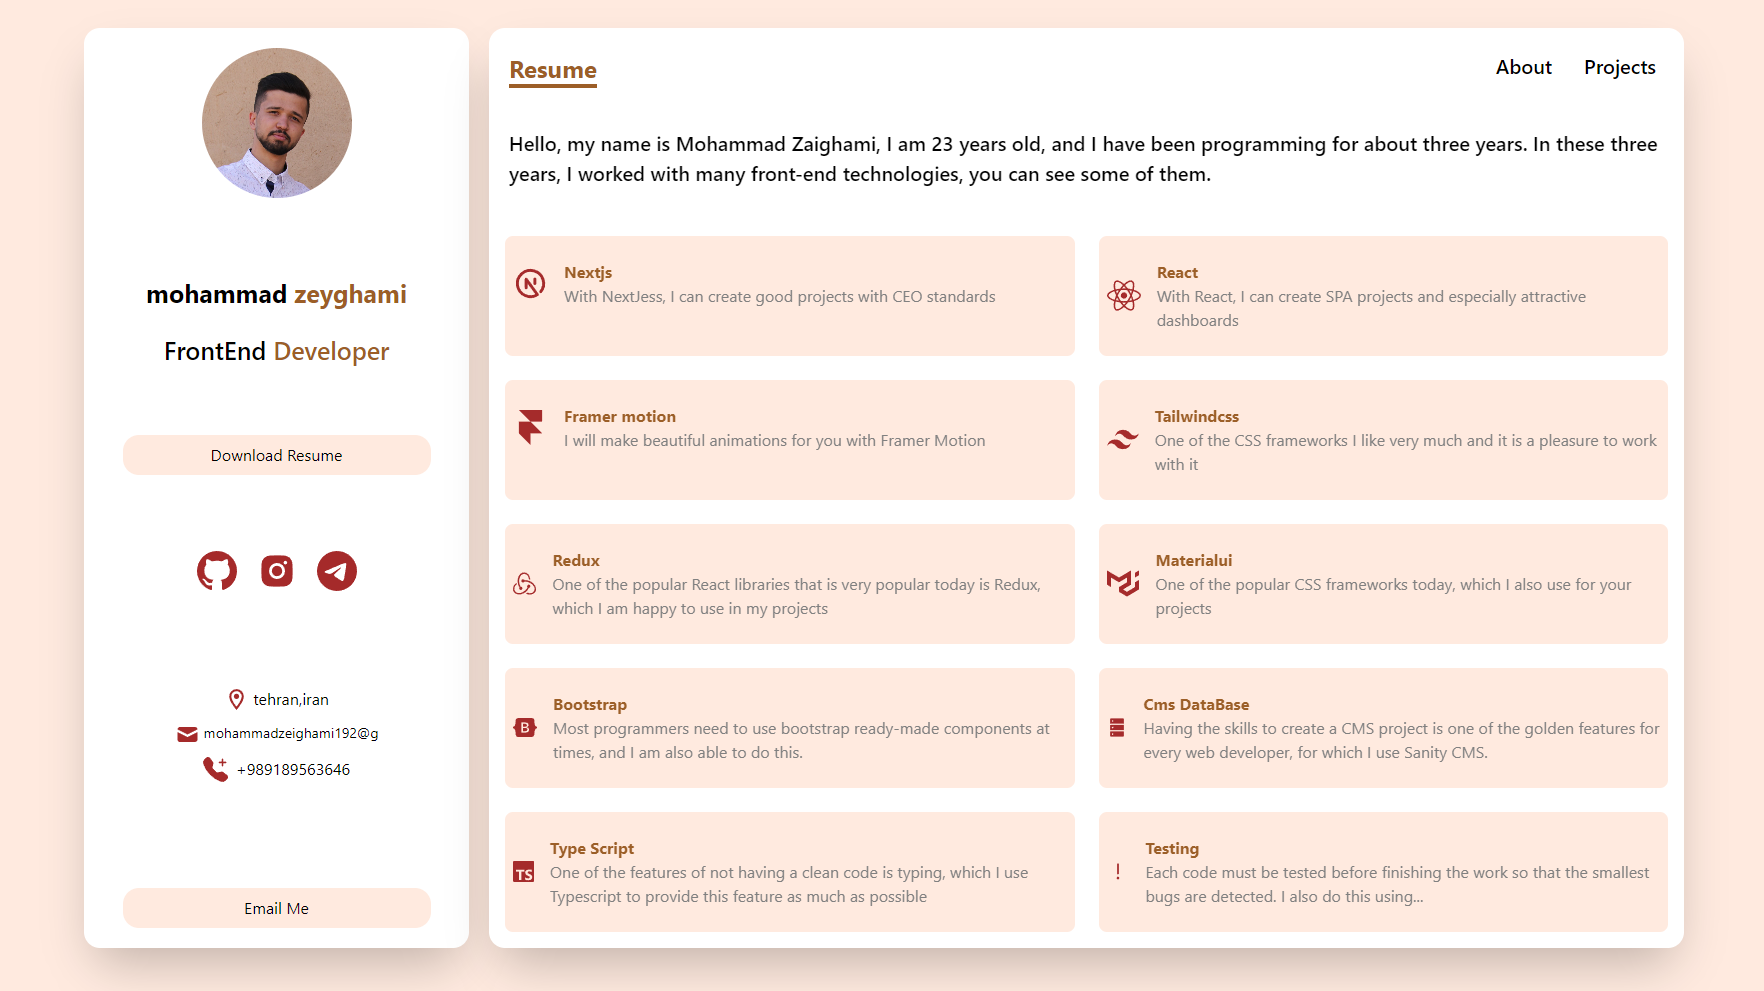 mohammad zeyghami
FrontEnd Developer
Download Resume
tehran,iran
mohammadzeighami192@g
+989189563646
Email Me
Resume
About
Projects
Hello, my name is Mohammad Zaighami, I am 23 years old, and I have been programming for about three years. In these three
years, I worked with many front-end technologies, you can see some of them.
Nextjs
With NextJess, I can create good projects with CEO standards
React
With React, I can create SPA projects and especially attractive
dashboards
Framer motion
I will make beautiful animations for you with Framer Motion
Tailwindcss
One of the CSS frameworks I like very much and it is a pleasure to work
with it
Redux
One of the popular React libraries that is very popular today is Redux,
which I am happy to use in my projects
Materialui
One of the popular CSS frameworks today, which I also use for your
projects
B
Bootstrap
Most programmers need to use bootstrap ready-made components at
times, and I am also able to do this.
Cms DataBase
Having the skills to create a CMS project is one of the golden features for
every web developer, for which I use Sanity CMS.
TS
Type Script
One of the features of not having a clean code is typing, which I use
Typescript to provide this feature as much as possible
!
Testing
Each code must be tested before finishing the work so that the smallest
bugs are detected. I also do this using...